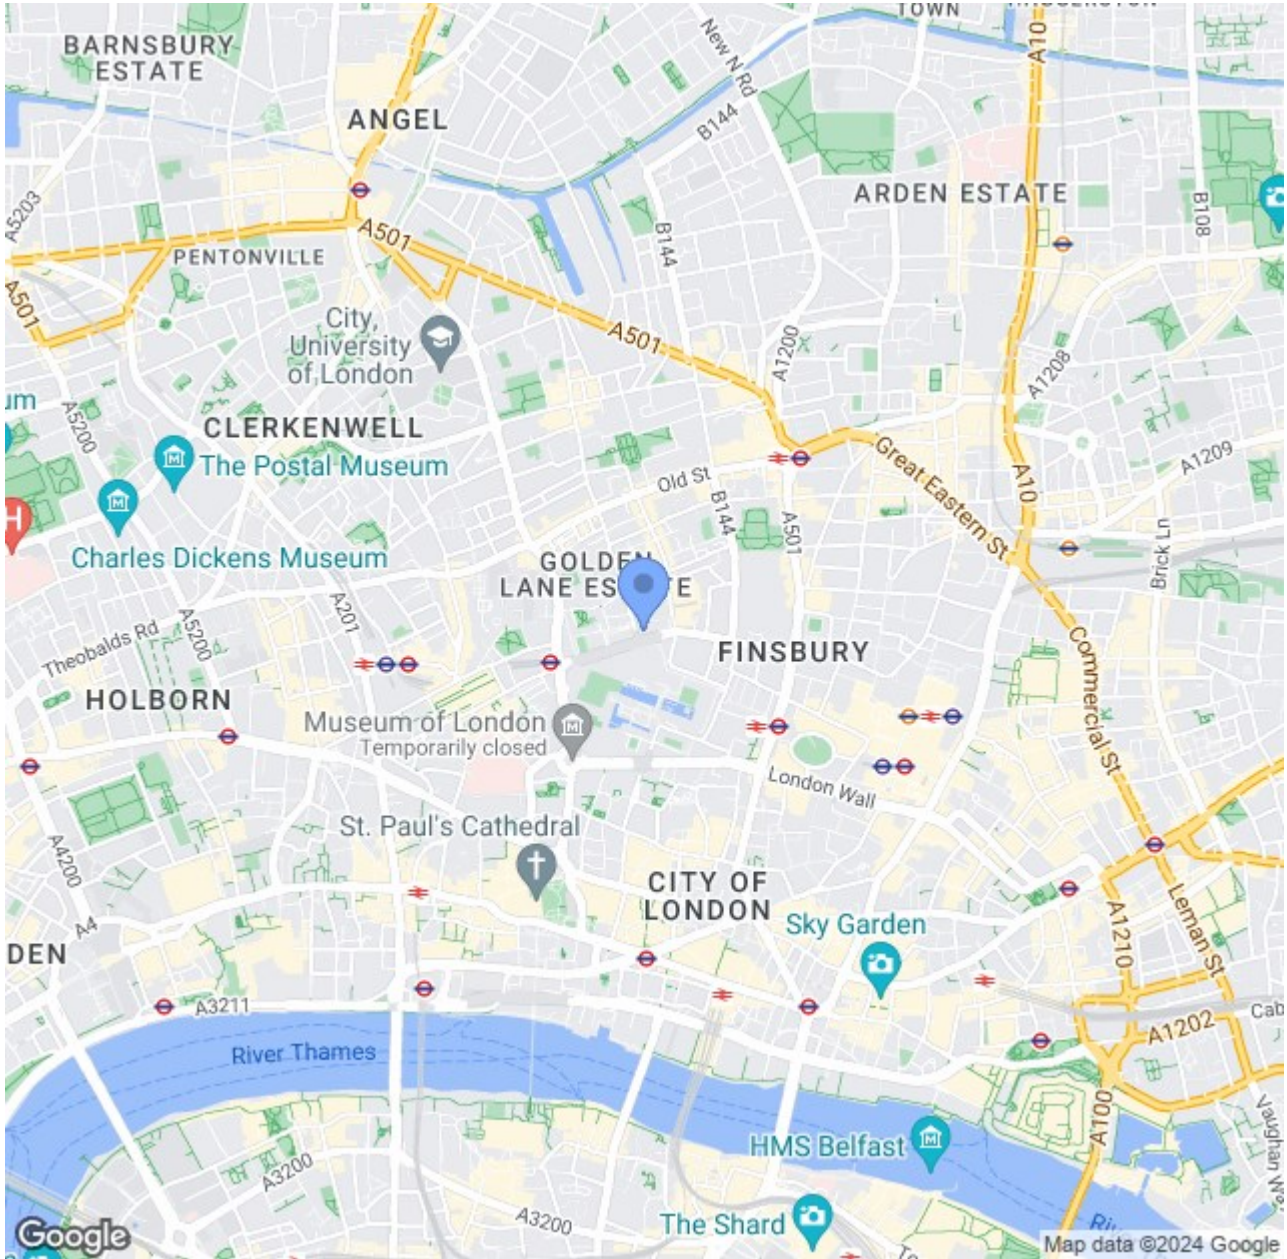 TOWN
BARNSBURY
ESTATE
New N Rd
A10
ANGEL
B144
ARDEN ESTATE
A5203
B108
A501
B144
PENTONVILLE
A501
City,
University
of London
A501
A1200
A1208
um
A5200
CLERKENWELL
The Postal Museum
Great Eastern St
A1209
A10
Old St
B144
A501
H
Charles Dickens Museum
GOLDEN
LANE ES
E
Brick Ln
A201
A5200
Theobalds Rd
FINSBURY
Commercial St
HOLBORN
Museum of London
Temporarily closed
London Wall
St. Paul's Cathedral
A4200
CITY OF
LONDON
Leman St
A4
Sky Garden
A1210
DEN
A3211
Cab
A1202
River Thames
A100
Vaughan W
HMS Belfast
A3200
A3200
The Shard
Google
Map data ©2024 Google